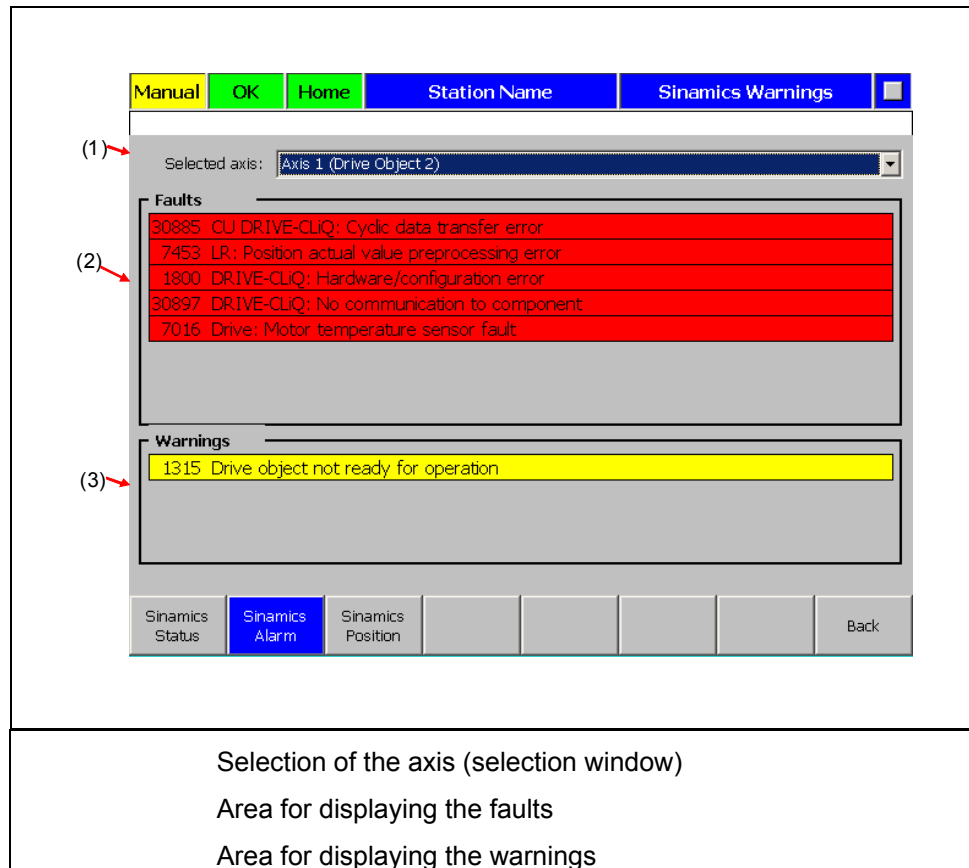 Manual OK Home Station Name Sinamics Warnings
(1)
Selected axis: Axis 1 (Drive Object 2)
Faults
30885 CU DRIVE-CLiQ: Cyclic data transfer error
7453 LR: Position actual value preprocessing error
(2)
1800 DRIVE-CLiQ: Hardware/configuration error
30897 DRIVE-CLiQ: No communication to component
7016 Drive: Motor temperature sensor fault
Warnings
1315 Drive object not ready for operation
(3)
Sinamics Status
Sinamics Alarm
Sinamics Position
Back
Selection of the axis (selection window)
Area for displaying the faults
Area for displaying the warnings